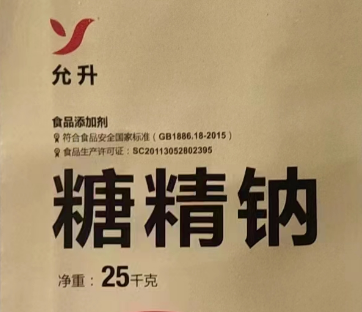 允升
食品添加剂
符合食品安全国家标准（GB1886.18-2015）
食品生产许可证：SC20113052802395
糖精钠
净重：25千克